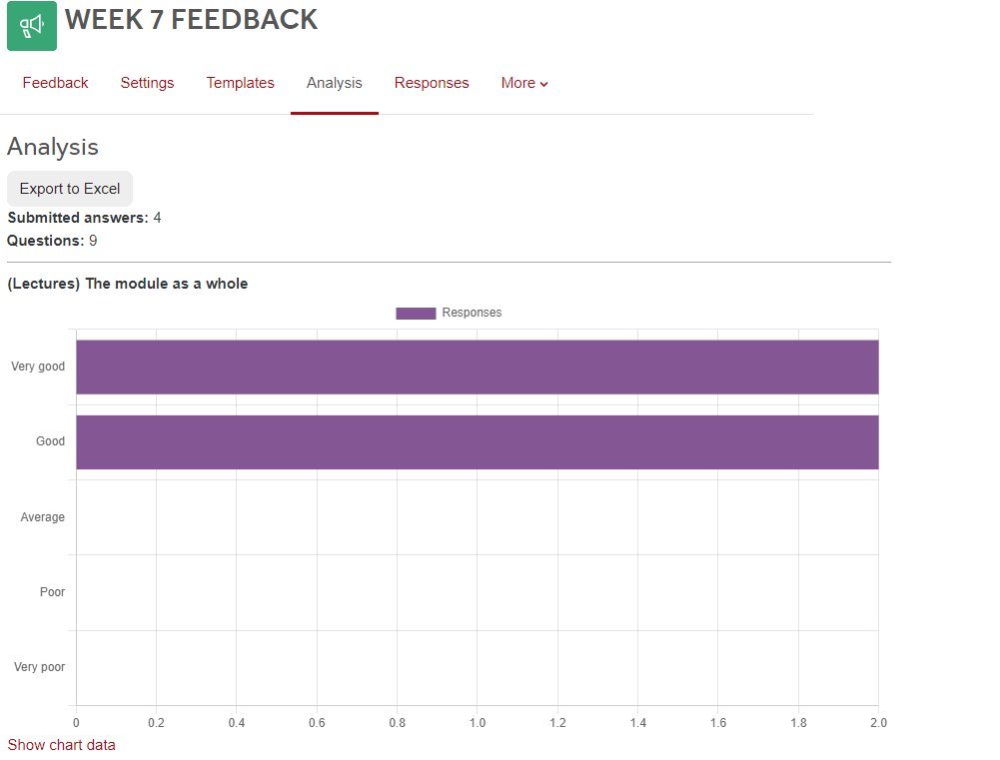 WEEK 7 FEEDBACK
Feedback Settings Templates Analysis Responses More
Analysis
Export to Excel
Submitted answers: 4
Questions: 9
(Lectures) The module as a whole
Responses
Very good
Good
Average
Poor
Very poor
0 0.2 0.4 0.6 0.8 1.0 1.2 1.4 1.6 1.8 2.0
Show chart data